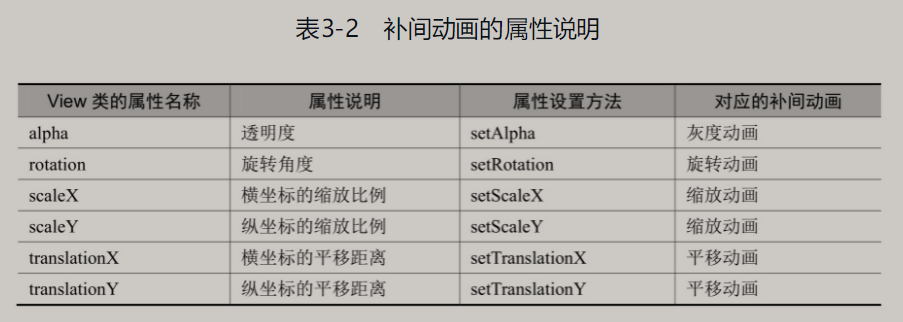 表3-2 补间动画的属性说明
View 类的属性名称 属性说明 属性设置方法 对应的补间动画
alpha 透明度 setAlpha 灰度动画
rotation 旋转角度 setRotation 旋转动画
scaleX 横坐标的缩放比例 setScaleX 缩放动画
scaleY 纵坐标的缩放比例 setScaleY 缩放动画
translationX 横坐标的平移距离 setTranslationX 平移动画
translationY 纵坐标的平移距离 setTranslationY 平移动画